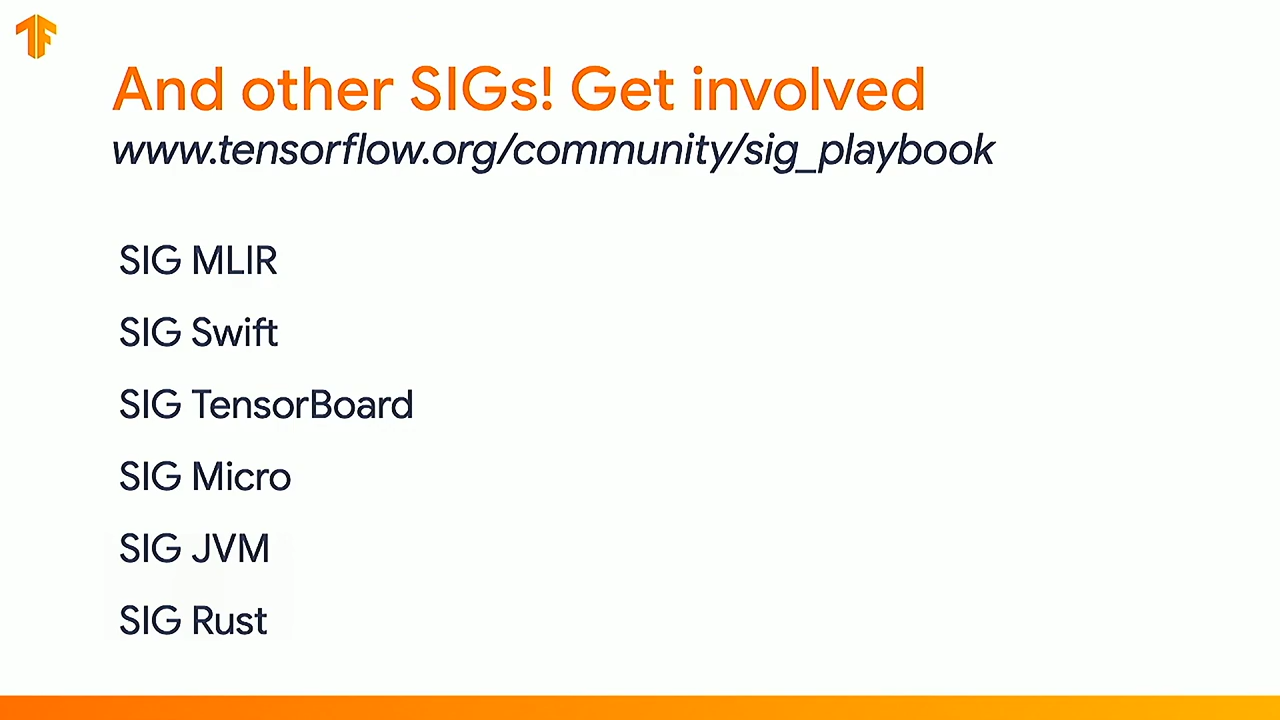 And other SIGs! Get involved
www.tensorflow.org/community/sig_playbook
SIG MLIR
SIG Swift
SIG TensorBoard
SIG Micro
SIG JVM
SIG Rust